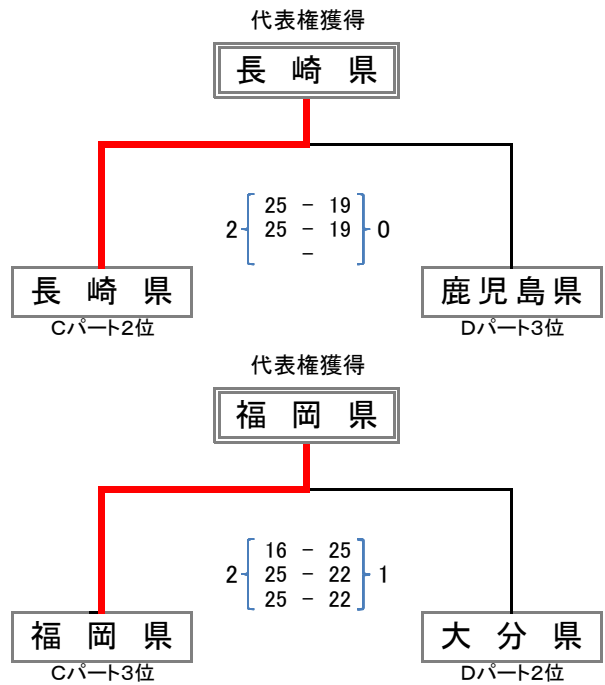 代表権獲得
長崎県
25 - 19
2 25 - 19 0
-
長崎県 鹿児島県
Cパート2位 Dパート3位
代表権獲得
福岡県
16 - 25
2 25 - 22 1
25 - 22
福岡県 大分県
Cパート3位 Dパート2位